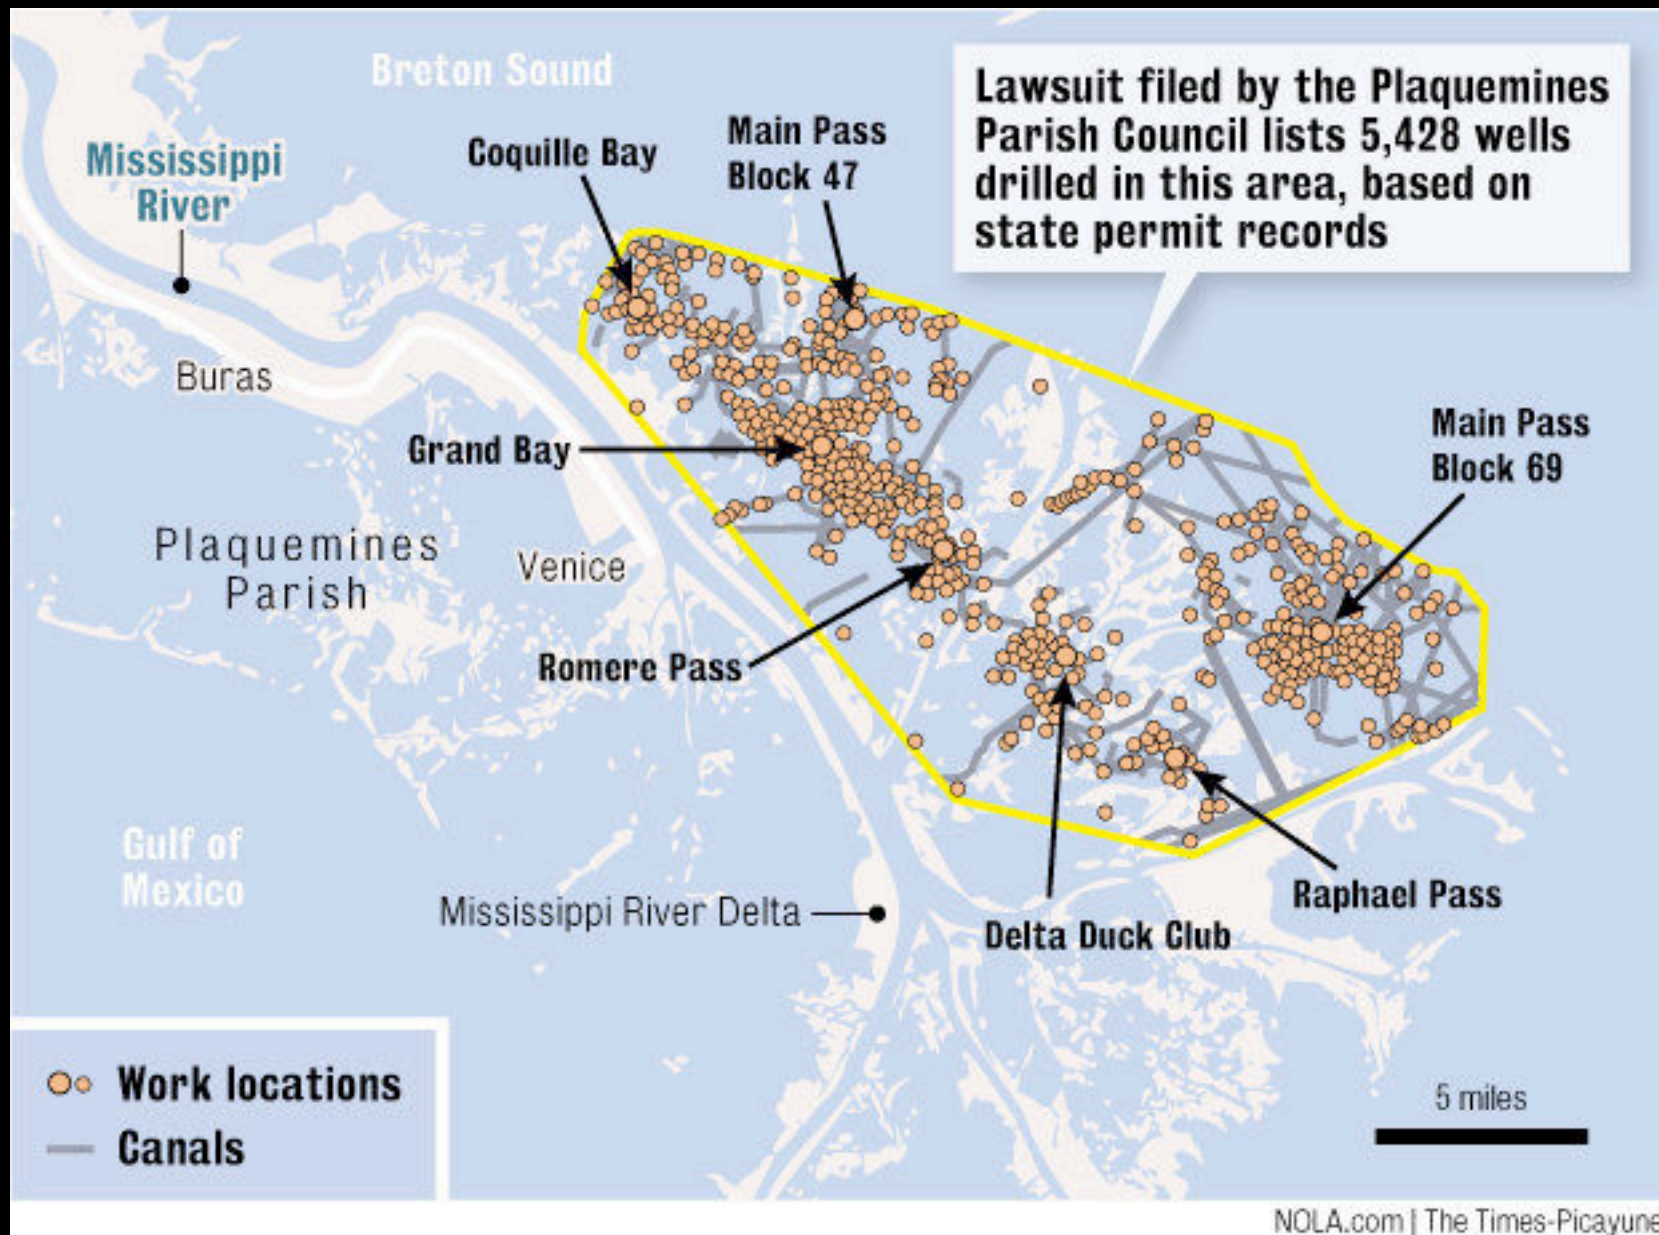 Breton Sound
Lawsuit filed by the Plaquemines
Parish Council lists 5,428 wells
drilled in this area, based on
state permit records
Mississippi
River
Coquille Bay
Main Pass
Block 47
Buras
Grand Bay
Main Pass
Block 69
Plaquemines
Parish
Venice
Romere Pass
Gulf of
Mexico
Mississippi River Delta
Raphael Pass
Delta Duck Club
Work locations
Canals
5 miles
NOLA.com | The Times-Picayune